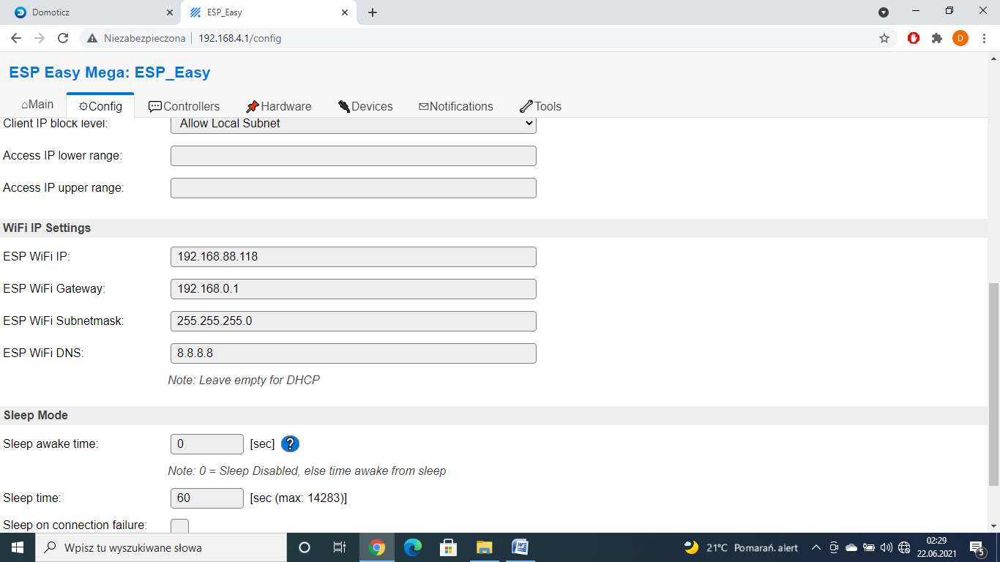 Domoticz
ESP_Easy
Niezabezpieczona 192.168.4.1/config
D
ESP Easy Mega: ESP_Easy
Main Config Controllers Hardware Devices Notifications Tools
Client IP block level: Allow Local Subnet
Access IP lower range:
Access IP upper range:
WiFi IP Settings
ESP WiFi IP: 192.168.88.118
ESP WiFi Gateway: 192.168.0.1
ESP WiFi Subnetmask: 255.255.255.0
ESP WiFi DNS: 8.8.8.8
Note: Leave empty for DHCP
Sleep Mode
Sleep awake time: 0 [sec] ?
Note: 0 = Sleep Disabled, else time awake from sleep
Sleep time: 60 [sec (max: 14283)]
Sleep on connection failure:
Wpisz tu wyszukiwane słowa
21°C Pomarań. alert
02:29
22.06.2021
5